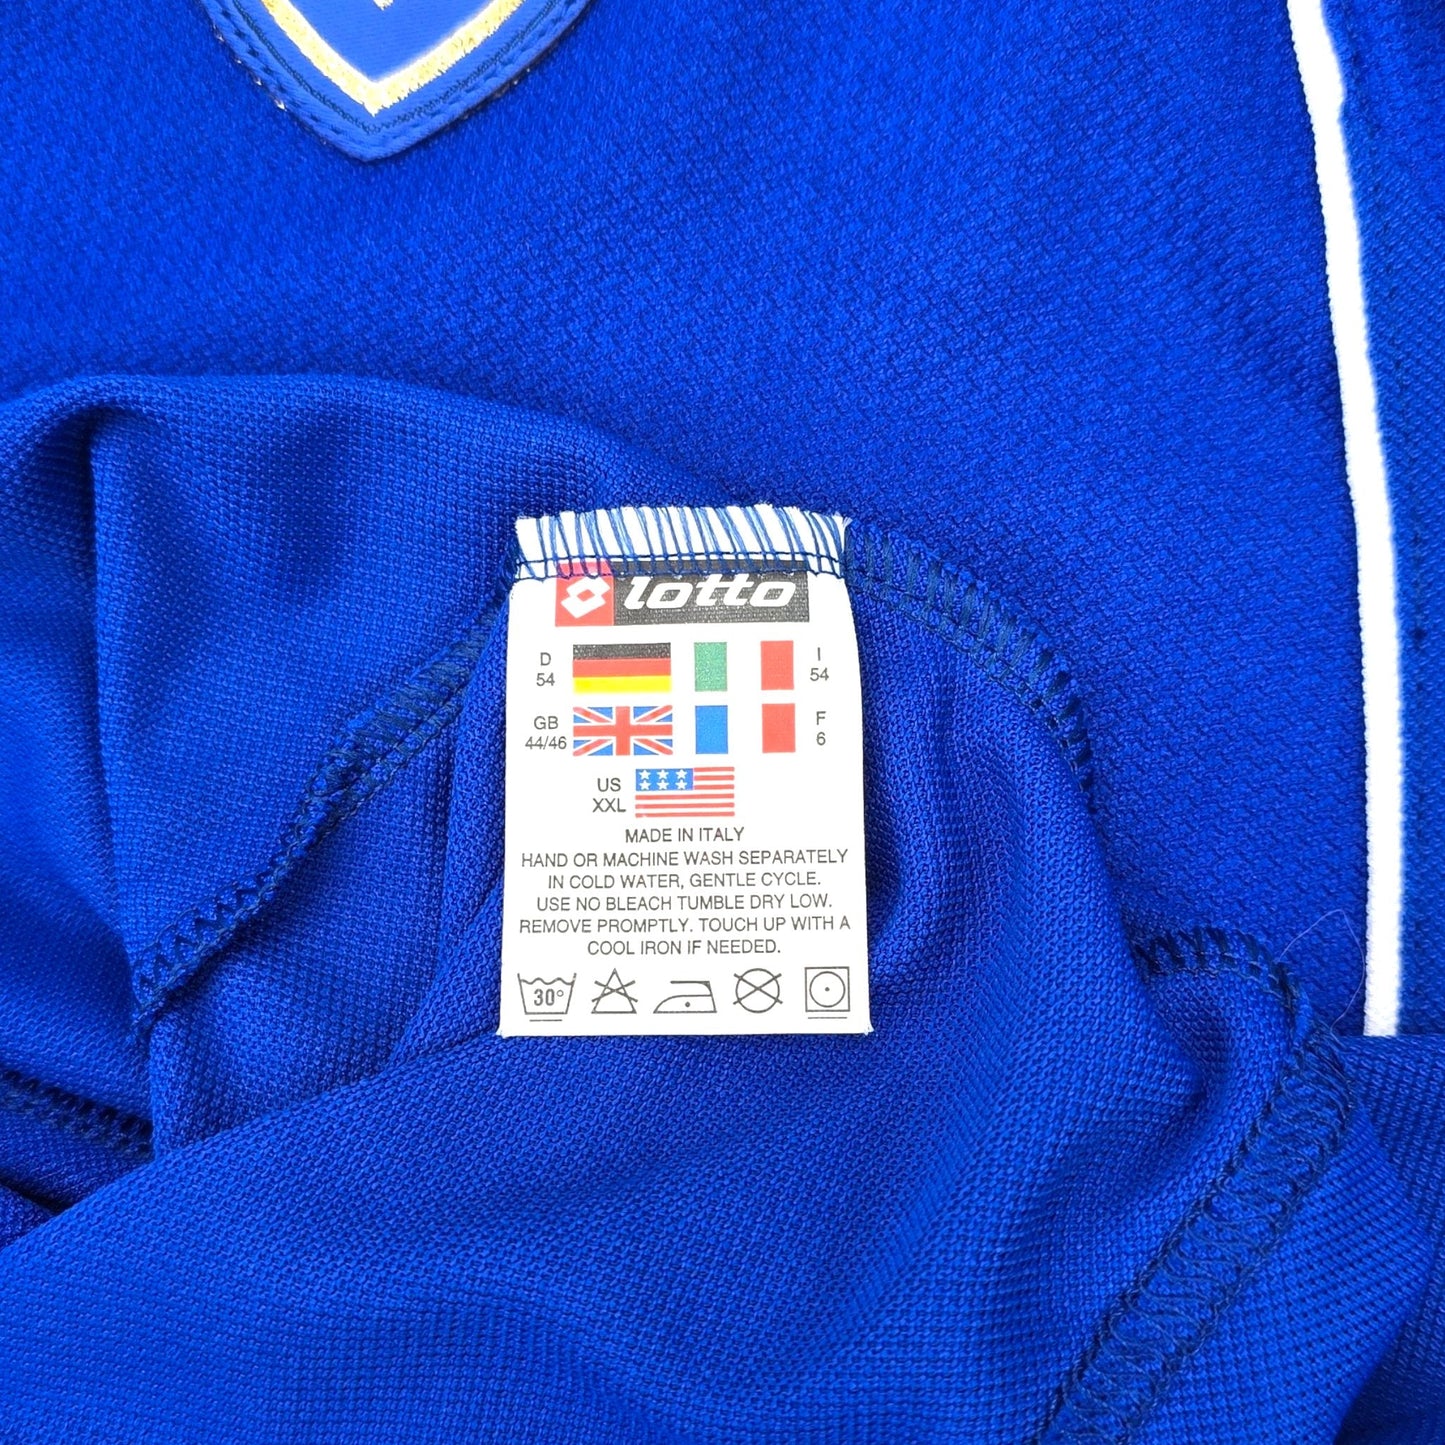 lotto
D
54
I
54
GB
44/46
F
6
US
XXL
MADE IN ITALY
HAND OR MACHINE WASH SEPARATELY
IN COLD WATER, GENTLE CYCLE.
USE NO BLEACH TUMBLE DRY LOW.
REMOVE PROMPTLY. TOUCH UP WITH A
COOL IRON IF NEEDED.
30°